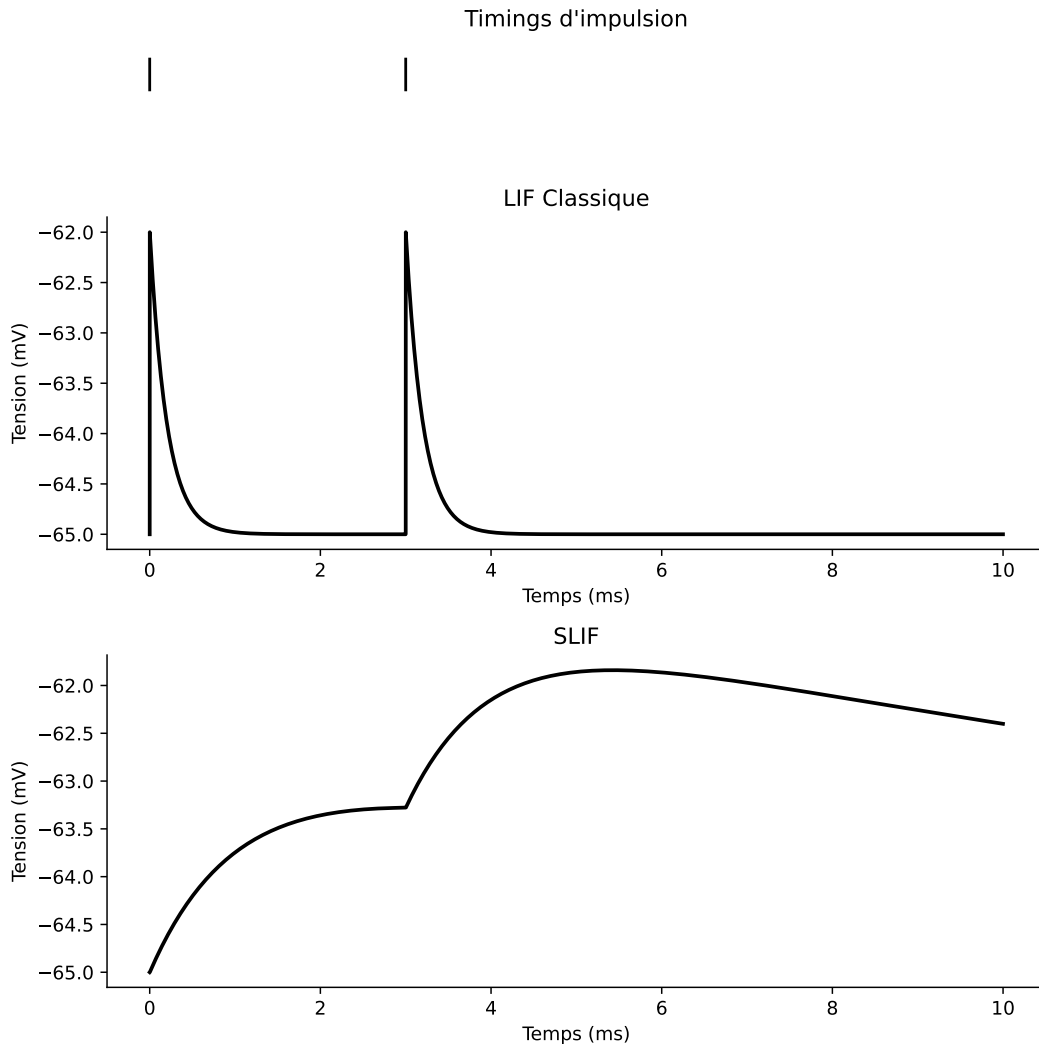 Timings d'impulsion
LIF Classique
−62.0
−62.5
−63.0
−63.5
−64.0
−64.5
−65.0
Tension (mV)
0 2 4 6 8 10
Temps (ms)
SLIF
−62.0
−62.5
−63.0
−63.5
−64.0
−64.5
−65.0
Tension (mV)
0 2 4 6 8 10
Temps (ms)